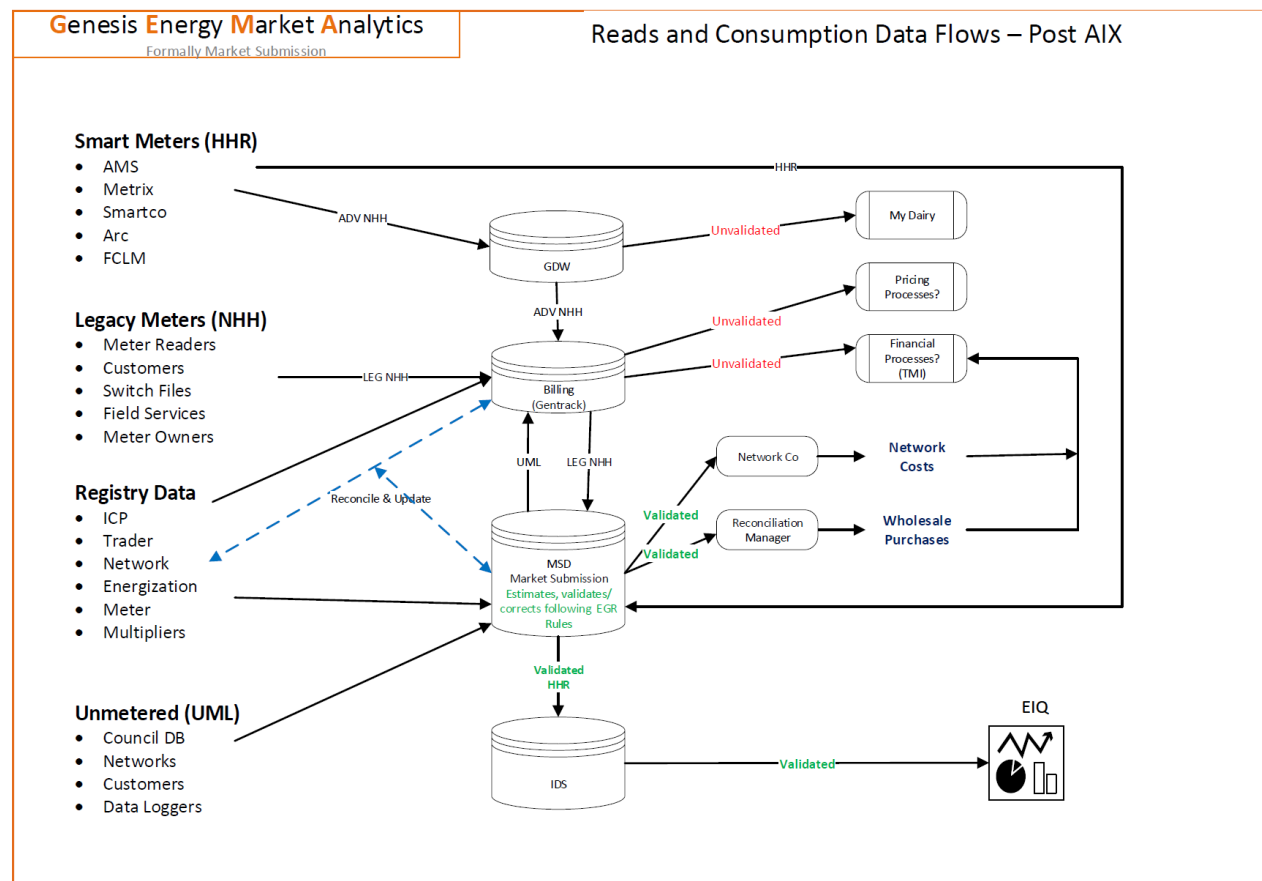 Genesis Energy Market Analytics
Formally Market Submission
Reads and Consumption Data Flows – Post AIX
Smart Meters (HHR)
• AMS
• Metrix
• Smartco
• Arc
• FCLM
HHR
ADV NHH
GDW
Unvalidated
My Dairy
ADV NHH
Unvalidated
Pricing
Processes?
Legacy Meters (NHH)
• Meter Readers
• Customers
• Switch Files
• Field Services
• Meter Owners
LEG NHH
Billing
(Gentrack)
Unvalidated
Financial
Processes?
(TMI)
UML
LEG NHH
Registry Data
• ICP
• Trader
• Network
• Energization
• Meter
• Multipliers
Reconcile & Update
Validated
Network Co
Network
Costs
Validated
Reconciliation
Manager
Wholesale
Purchases
MSD
Market Submission
Estimates, validates/
corrects following EGR
Rules
Validated
HHR
Unmetered (UML)
• Council DB
• Networks
• Customers
• Data Loggers
IDS
Validated
EIQ